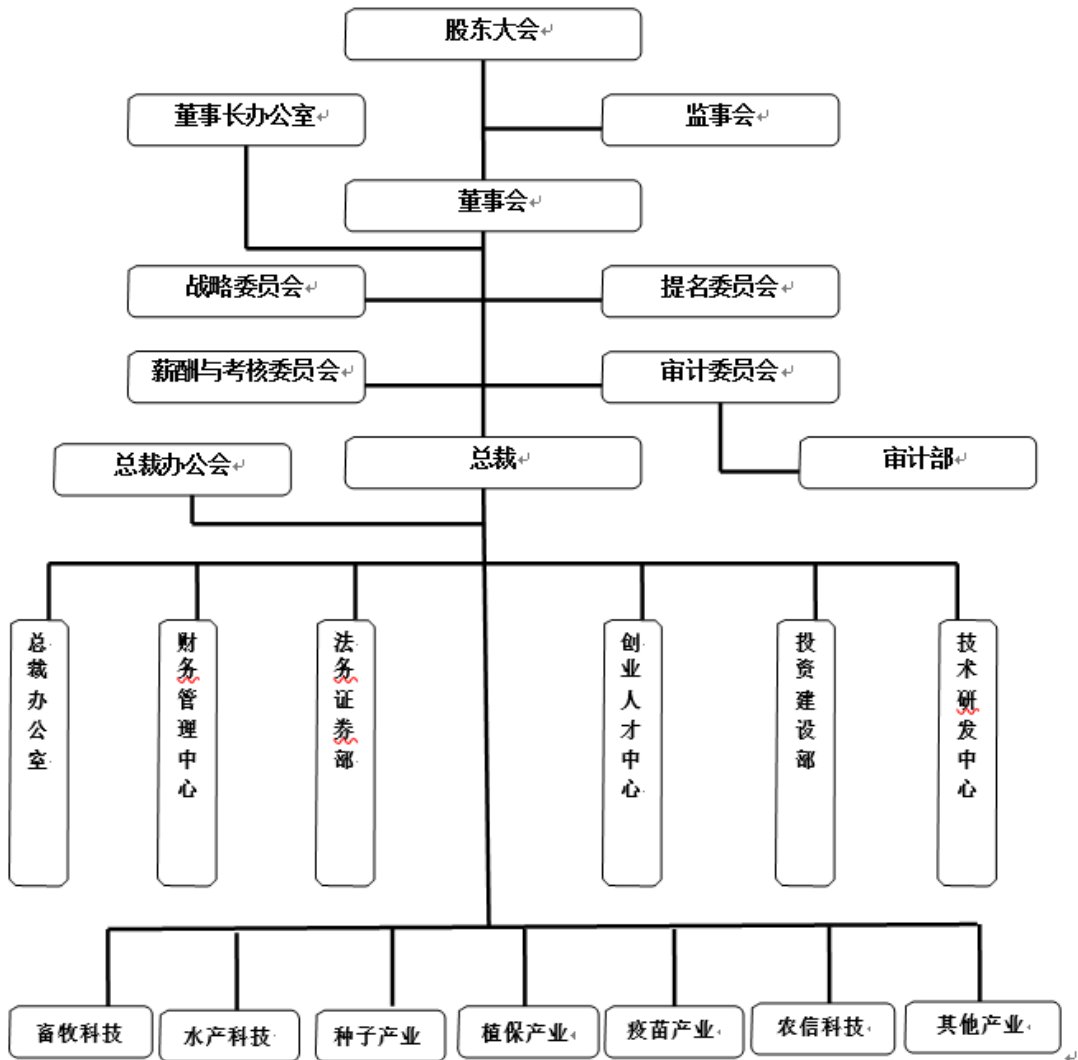 股东大会
董事长办公室
监事会
董事会
战略委员会
提名委员会
薪酬与考核委员会
审计委员会
总裁办公会
总裁
审计部
总裁办公室
财务管理中心
法务证券部
创业人才中心
投资建设部
技术研发中心
畜牧科技
水产科技
种子产业
植保产业
疫苗产业
农信科技
其他产业